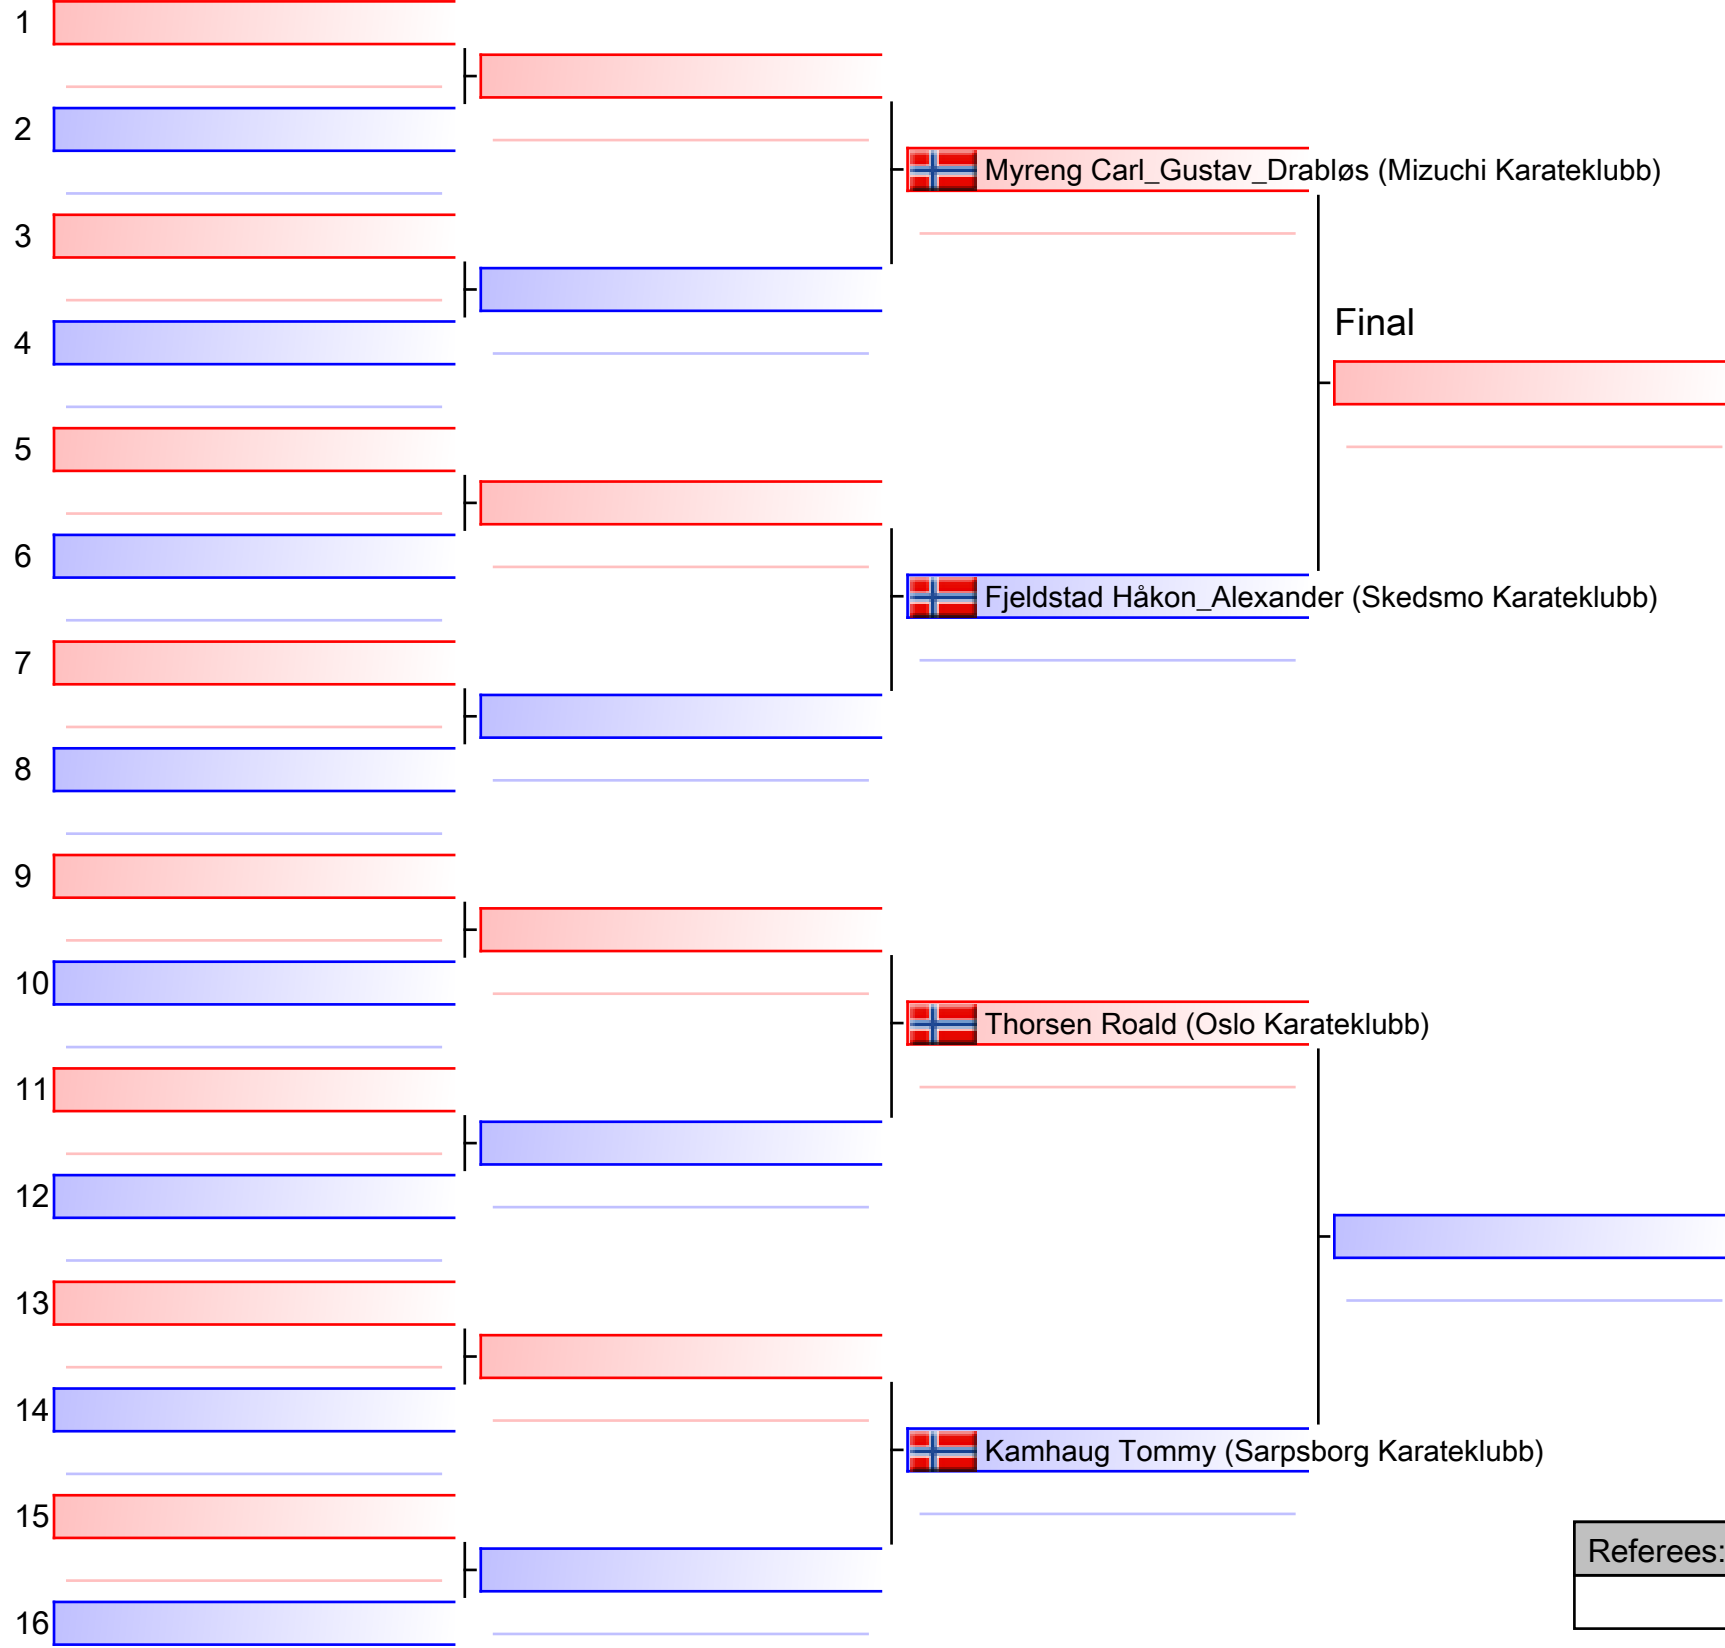 1
2
Myreng Carl_Gustav_Drabløs (Mizuchi Karateklubb)
3
Final
4
5
6
Fjeldstad Håkon_Alexander (Skedsmo Karateklubb)
7
8
9
10
Thorsen Roald (Oslo Karateklubb)
11
12
13
14
Kamhaug Tommy (Sarpsborg Karateklubb)
15
Referees:
16